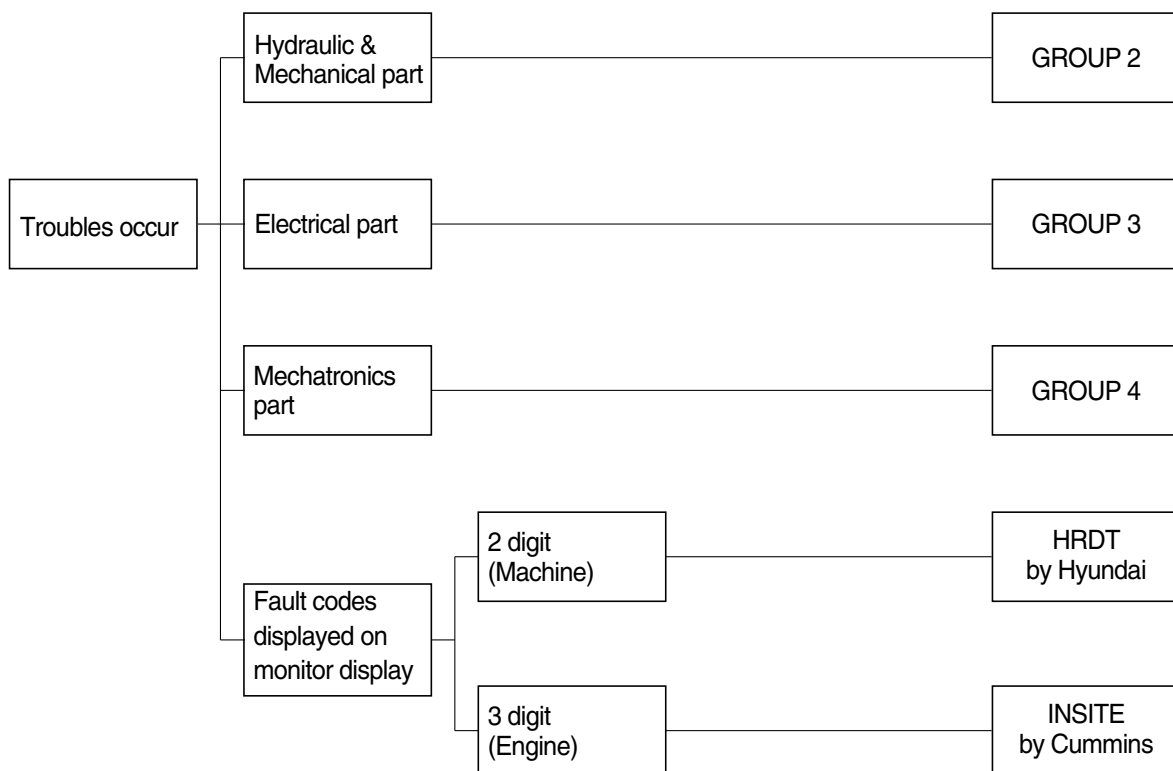 Hydraulic &
Mechanical part
GROUP 2
Troubles occur
Electrical part
GROUP 3
Mechatronics
part
GROUP 4
Fault codes
displayed on
monitor display
2 digit
(Machine)
HRDT
by Hyundai
3 digit
(Engine)
INSITE
by Cummins